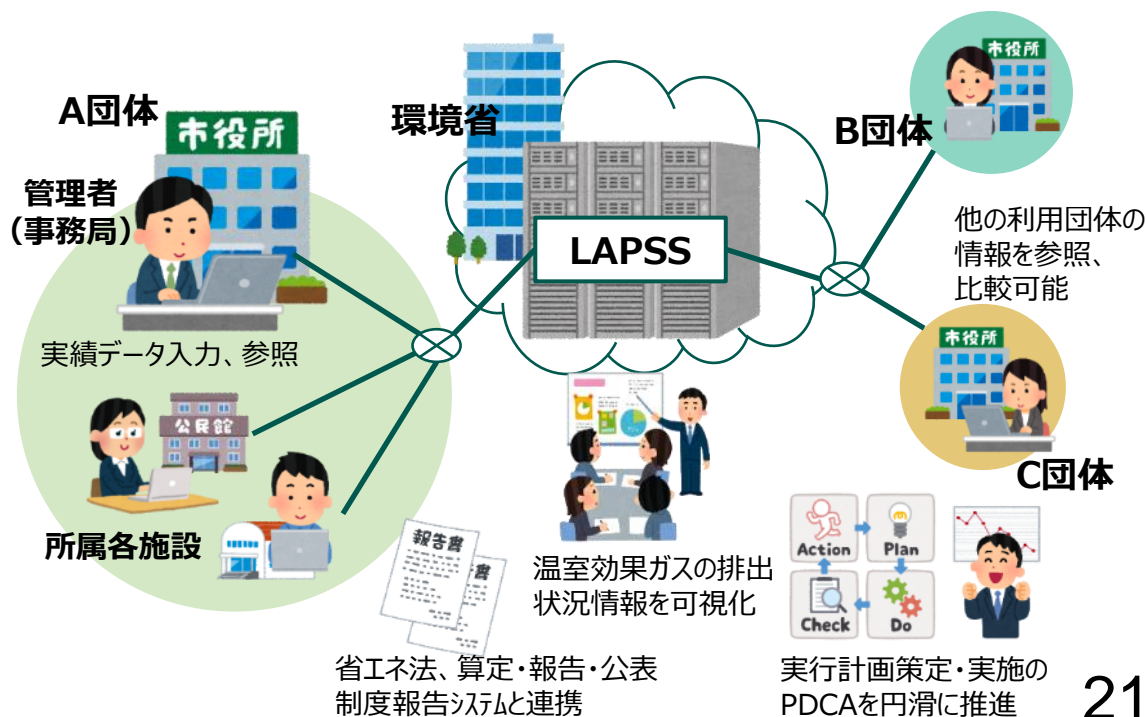 A団体
市役所
管理者
（事務局）
実績データ入力、参照
公民館
所属各施設
環境省
LAPSS
B団体
市役所
他の利用団体の
情報を参照、
比較可能
市役所
C団体
報告書
書
省エネ法、算定・報告・公表
制度報告システムと連携
温室効果ガスの排出
状況情報を可視化
Action
Plan
Check
Do
実行計画策定・実施の
PDCAを円滑に推進
21